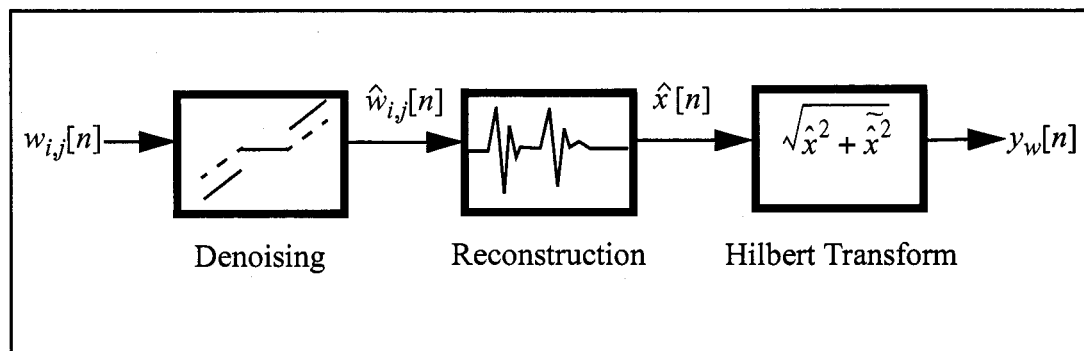 w_{i,j}[n]
ŵ_{i,j}[n]
x̂[n]
√(x̂² + x̂̃²)
y_w[n]
Denoising
Reconstruction
Hilbert Transform